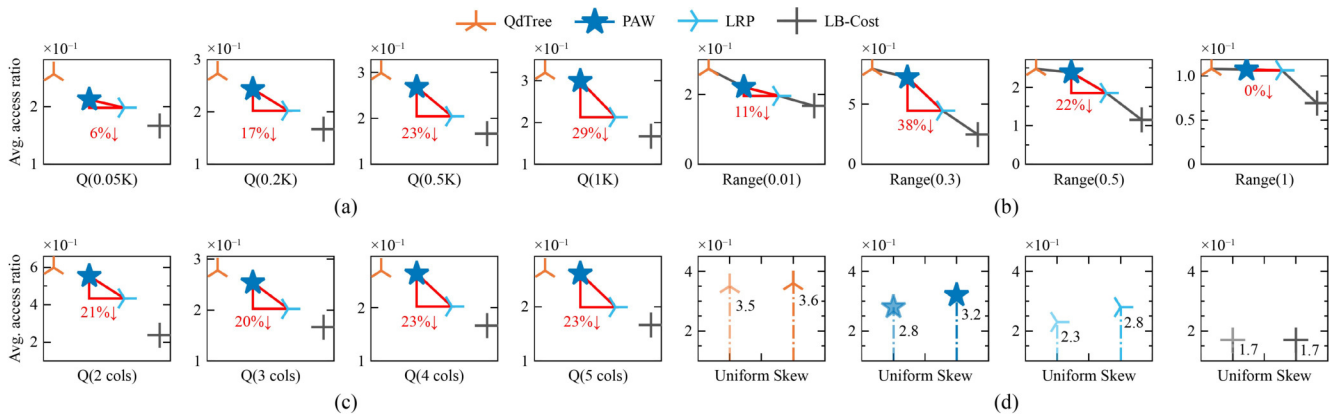 QdTree PAW LRP LB-Cost
×10⁻¹ ×10⁻¹ ×10⁻¹ ×10⁻¹ ×10⁻¹ ×10⁻¹ ×10⁻¹ ×10⁻¹
Avg. access ratio
2
1
6%↓
Q(0.05K)
3
2
1
17%↓
Q(0.2K)
3
2
1
23%↓
Q(0.5K)
3
2
1
29%↓
Q(1K)
2
0
11%↓
Range(0.01)
5
0
38%↓
Range(0.3)
2
1
0
22%↓
Range(0.5)
1.0
0.5
0
0%↓
Range(1)
(a) (b)
×10⁻¹ ×10⁻¹ ×10⁻¹ ×10⁻¹ ×10⁻¹ ×10⁻¹ ×10⁻¹ ×10⁻¹
Avg. access ratio
6
4
2
21%↓
Q(2 cols)
3
2
1
20%↓
Q(3 cols)
3
2
1
23%↓
Q(4 cols)
3
2
1
23%↓
Q(5 cols)
4
2
3.5 3.6
Uniform Skew
4
2
2.8 3.2
Uniform Skew
4
2
2.3 2.8
Uniform Skew
4
2
1.7 1.7
Uniform Skew
(c) (d)